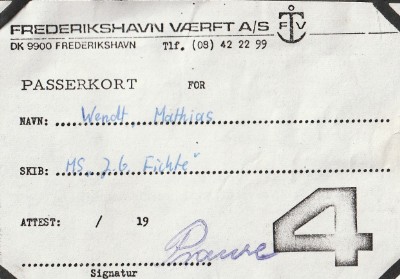 FREDERIKSHAVN VÆRFT A/S F V
DK 9900 FREDERIKSHAVN Tlf. (08) 42 22 99
PASSERKORT FOR
NAVN: Wendt, Mathias
SKIB: MS „J.G. Fichte"
ATTEST: / 19
4
Signatur